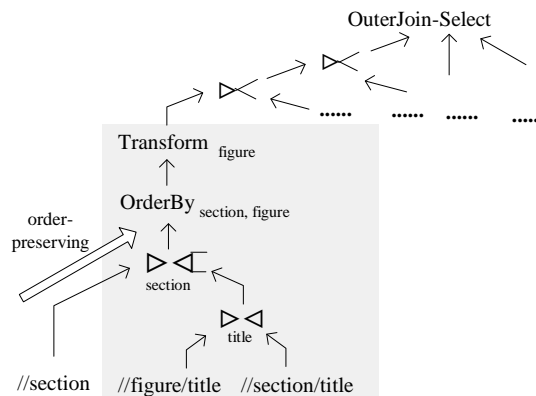 OuterJoin-Select
...... ...... ...... ......
Transform figure
OrderBy section, figure
order-
preserving
section
title
//section //figure/title //section/title